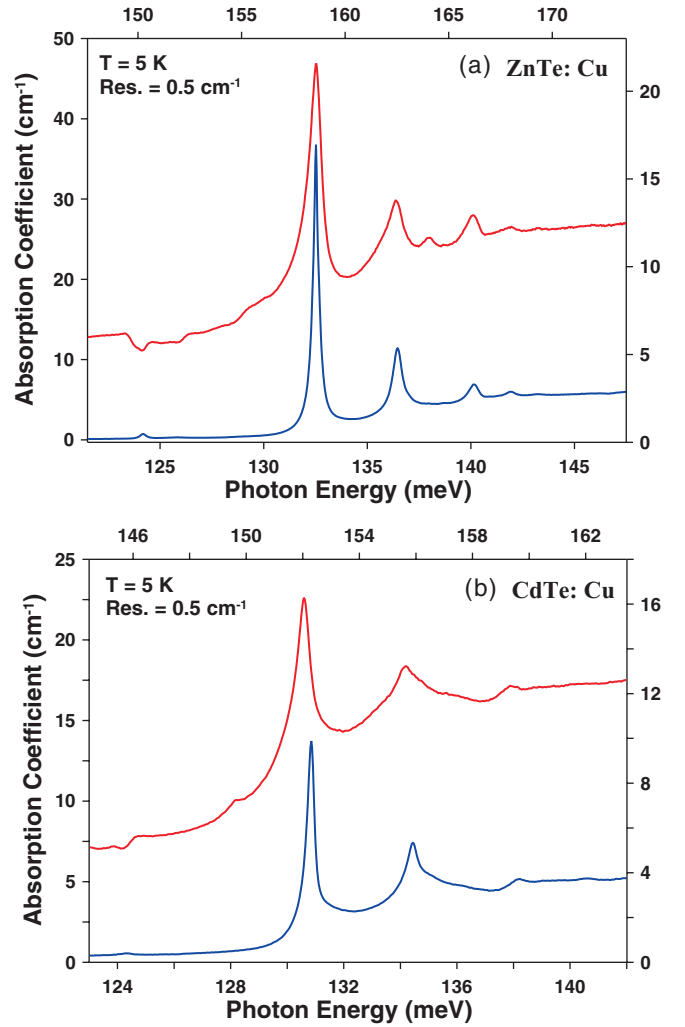 150 155 160 165 170
50
40
30
20
10
0
Absorption Coefficient (cm⁻¹)
T = 5 K
Res. = 0.5 cm⁻¹
(a) ZnTe: Cu
20
15
10
5
0
125 130 135 140 145
Photon Energy (meV)
146 150 154 158 162
25
20
15
10
5
0
Absorption Coefficient (cm⁻¹)
T = 5 K
Res. = 0.5 cm⁻¹
(b) CdTe: Cu
16
12
8
4
0
124 128 132 136 140
Photon Energy (meV)